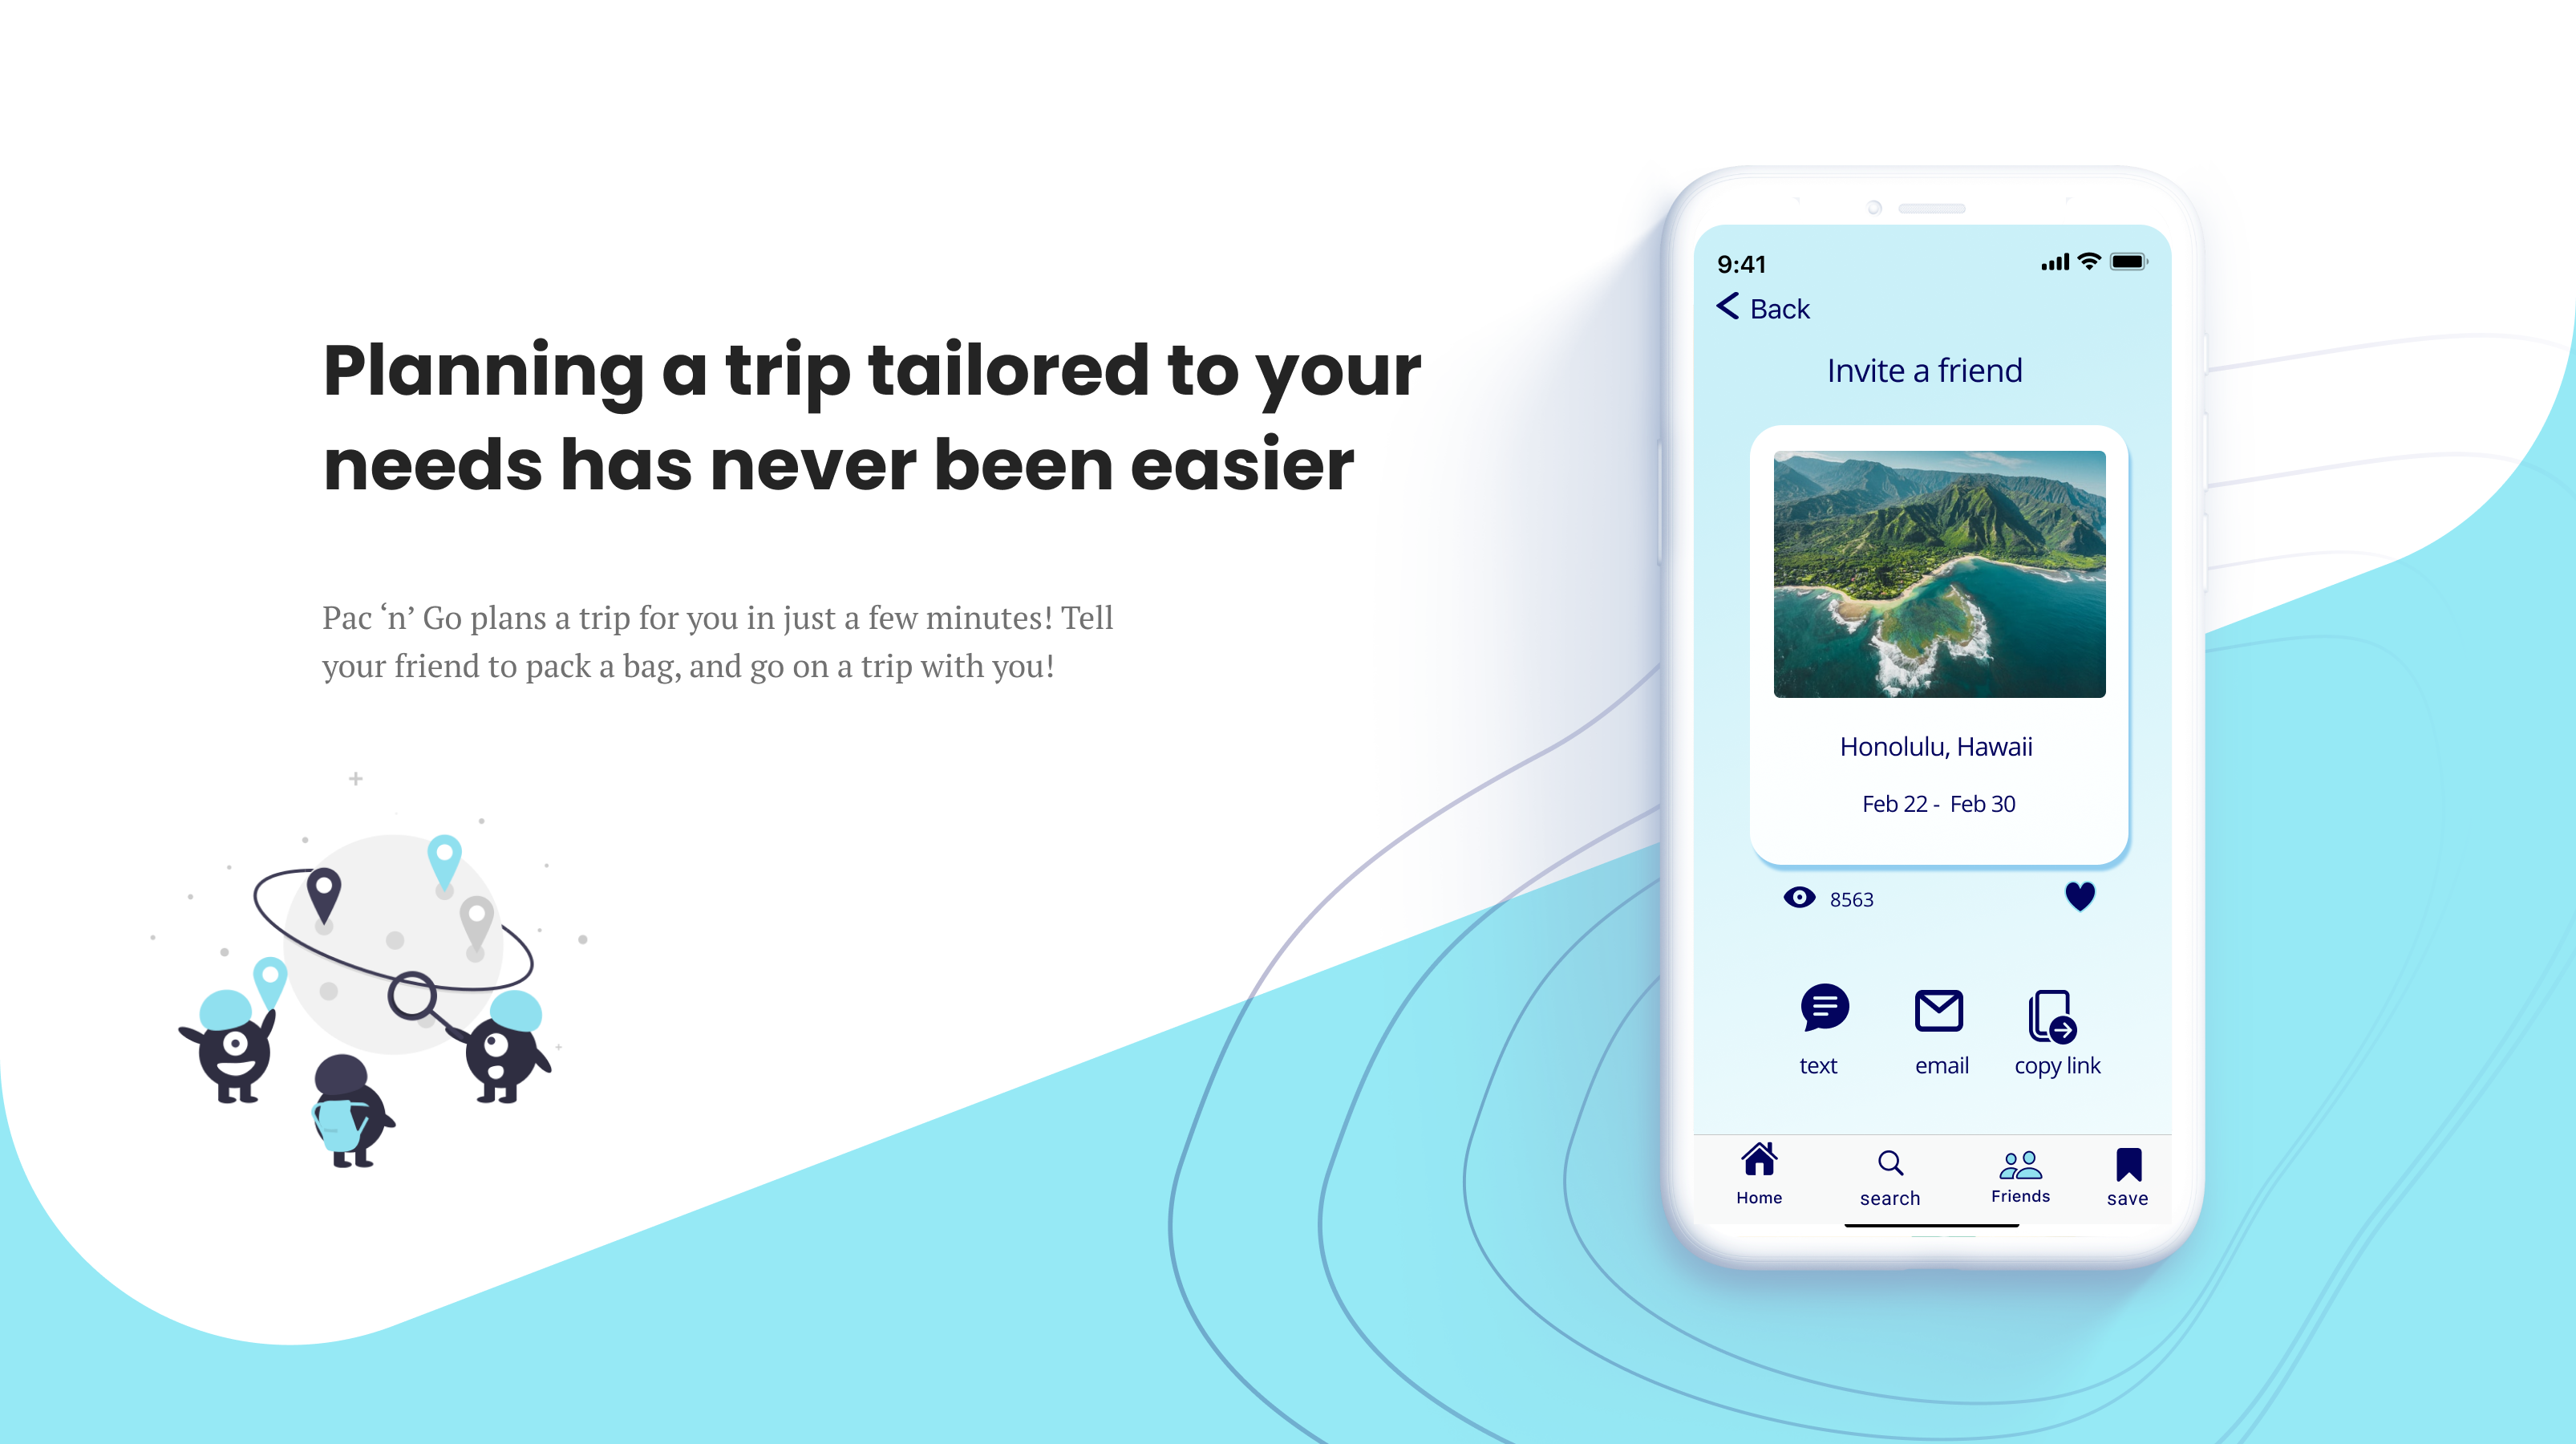 Planning a trip tailored to your
needs has never been easier
Pac ‘n’ Go plans a trip for you in just a few minutes! Tell
your friend to pack a bag, and go on a trip with you!
9:41
Back
Invite a friend
Honolulu, Hawaii
Feb 22 - Feb 30
8563
text email copy link
Home search Friends save